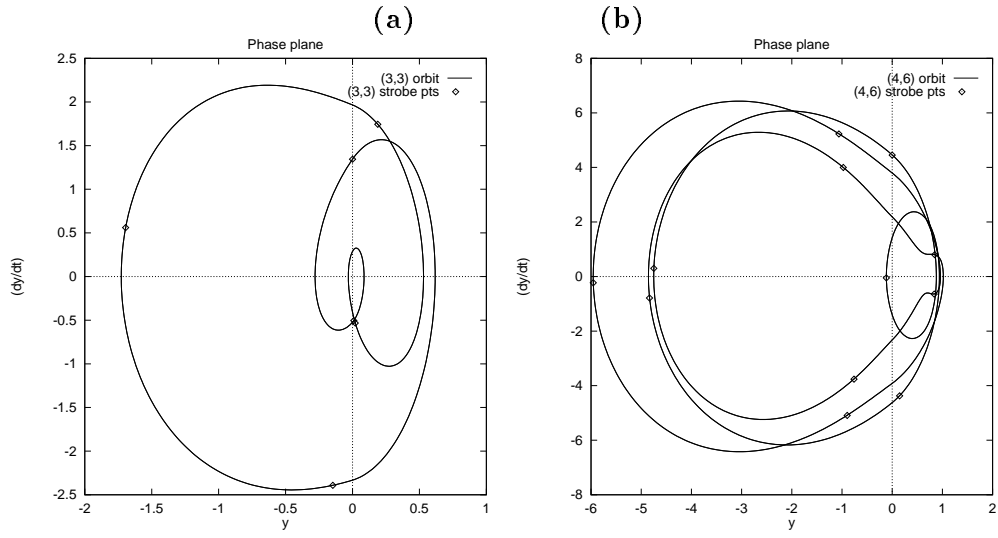 (a)
Phase plane
(3,3) orbit
(3,3) strobe pts
2.5
2
1.5
1
0.5
0
-0.5
-1
-1.5
-2
-2.5
(dy/dt)
-2 -1.5 -1 -0.5 0 0.5 1
y
(b)
Phase plane
(4,6) orbit
(4,6) strobe pts
8
6
4
2
0
-2
-4
-6
-8
(dy/dt)
-6 -5 -4 -3 -2 -1 0 1 2
y